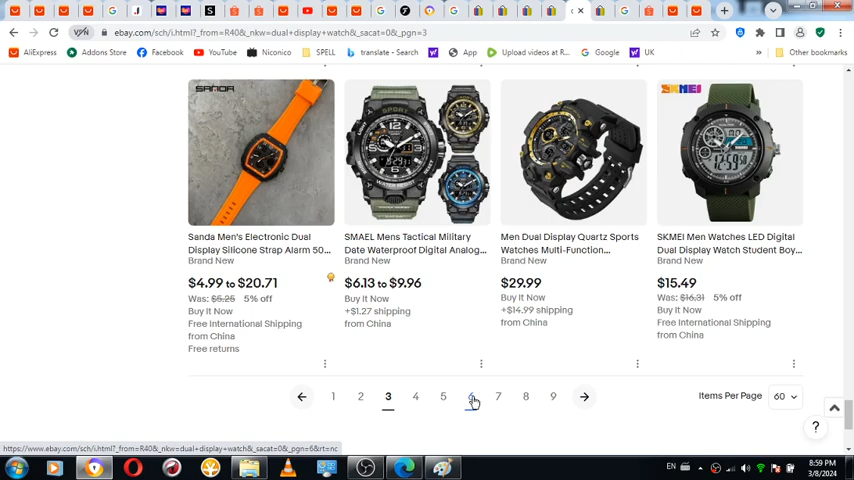 VPN
ebay.com/sch/i.html?_from=R40&_nkw=dual+display+watch&_sacat=0&_pgn=3
AliExpress
Addons Store
Facebook
YouTube
Niconico
SPELL
translate - Search
App
Upload videos at R...
Google
UK
»
Other bookmarks
SANDA
SPORT
LIGHT
WATER RESIST
SKMEI
Sanda Men's Electronic Dual
Display Silicone Strap Alarm 50...
Brand New
$4.99 to $20.71
Was: $5.25 5% off
Buy It Now
Free International Shipping
from China
Free returns
SMAEL Mens Tactical Military
Date Waterproof Digital Analog...
Brand New
$6.13 to $9.96
Buy It Now
+$1.27 shipping
from China
Men Dual Display Quartz Sports
Watches Multi-Function...
Brand New
$29.99
Buy It Now
+$14.99 shipping
from China
SKMEI Men Watches LED Digital
Dual Display Watch Student Boy...
Brand New
$15.49
Was: $16.31 5% off
Buy It Now
Free International Shipping
from China
1 2 3 4 5 6 7 8 9
Items Per Page 60
?
https://www.ebay.com/sch/i.html?_from=R40&_nkw=dual+display+watch&_sacat=0&_pgn=6&rt=nc
EN
8:59 PM
3/8/2024